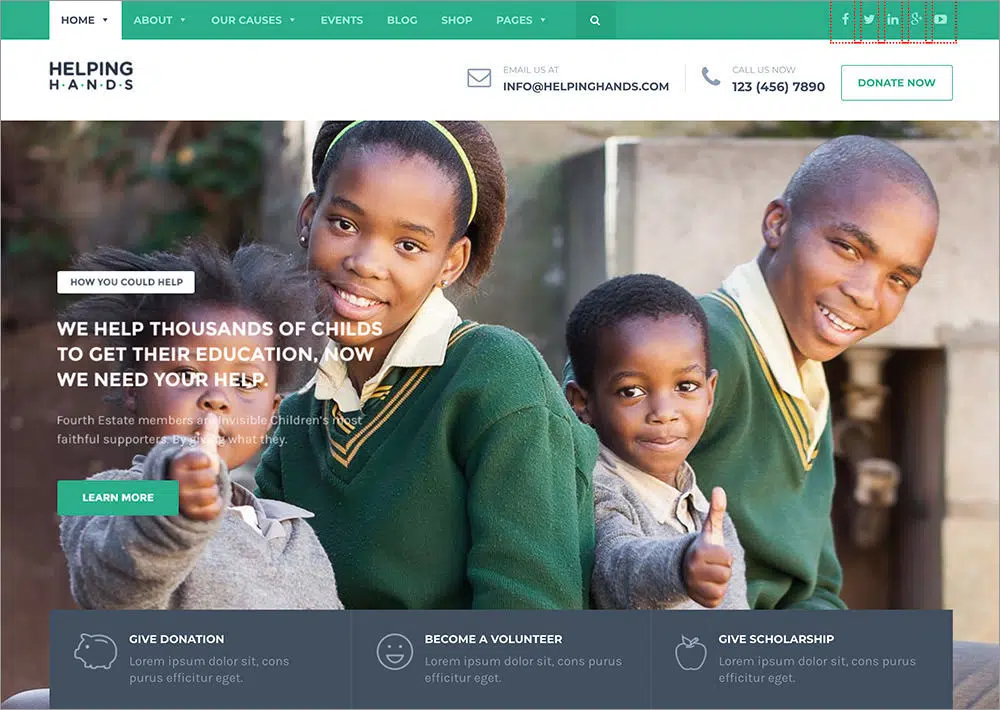 HOME ABOUT OUR CAUSES EVENTS BLOG SHOP PAGES
HELPING
H·A·N·D·S
EMAIL US AT
INFO@HELPINGHANDS.COM
CALL US NOW
123 (456) 7890
DONATE NOW
HOW YOU COULD HELP
WE HELP THOUSANDS OF CHILDS
TO GET THEIR EDUCATION, NOW
WE NEED YOUR HELP.
Fourth Estate members are Invisible Children's most
faithful supporters. By giving what they.
LEARN MORE
GIVE DONATION
Lorem ipsum dolor sit, cons
purus efficitur eget.
BECOME A VOLUNTEER
Lorem ipsum dolor sit, cons purus
efficitur eget.
GIVE SCHOLARSHIP
Lorem ipsum dolor sit, cons purus
efficitur eget.